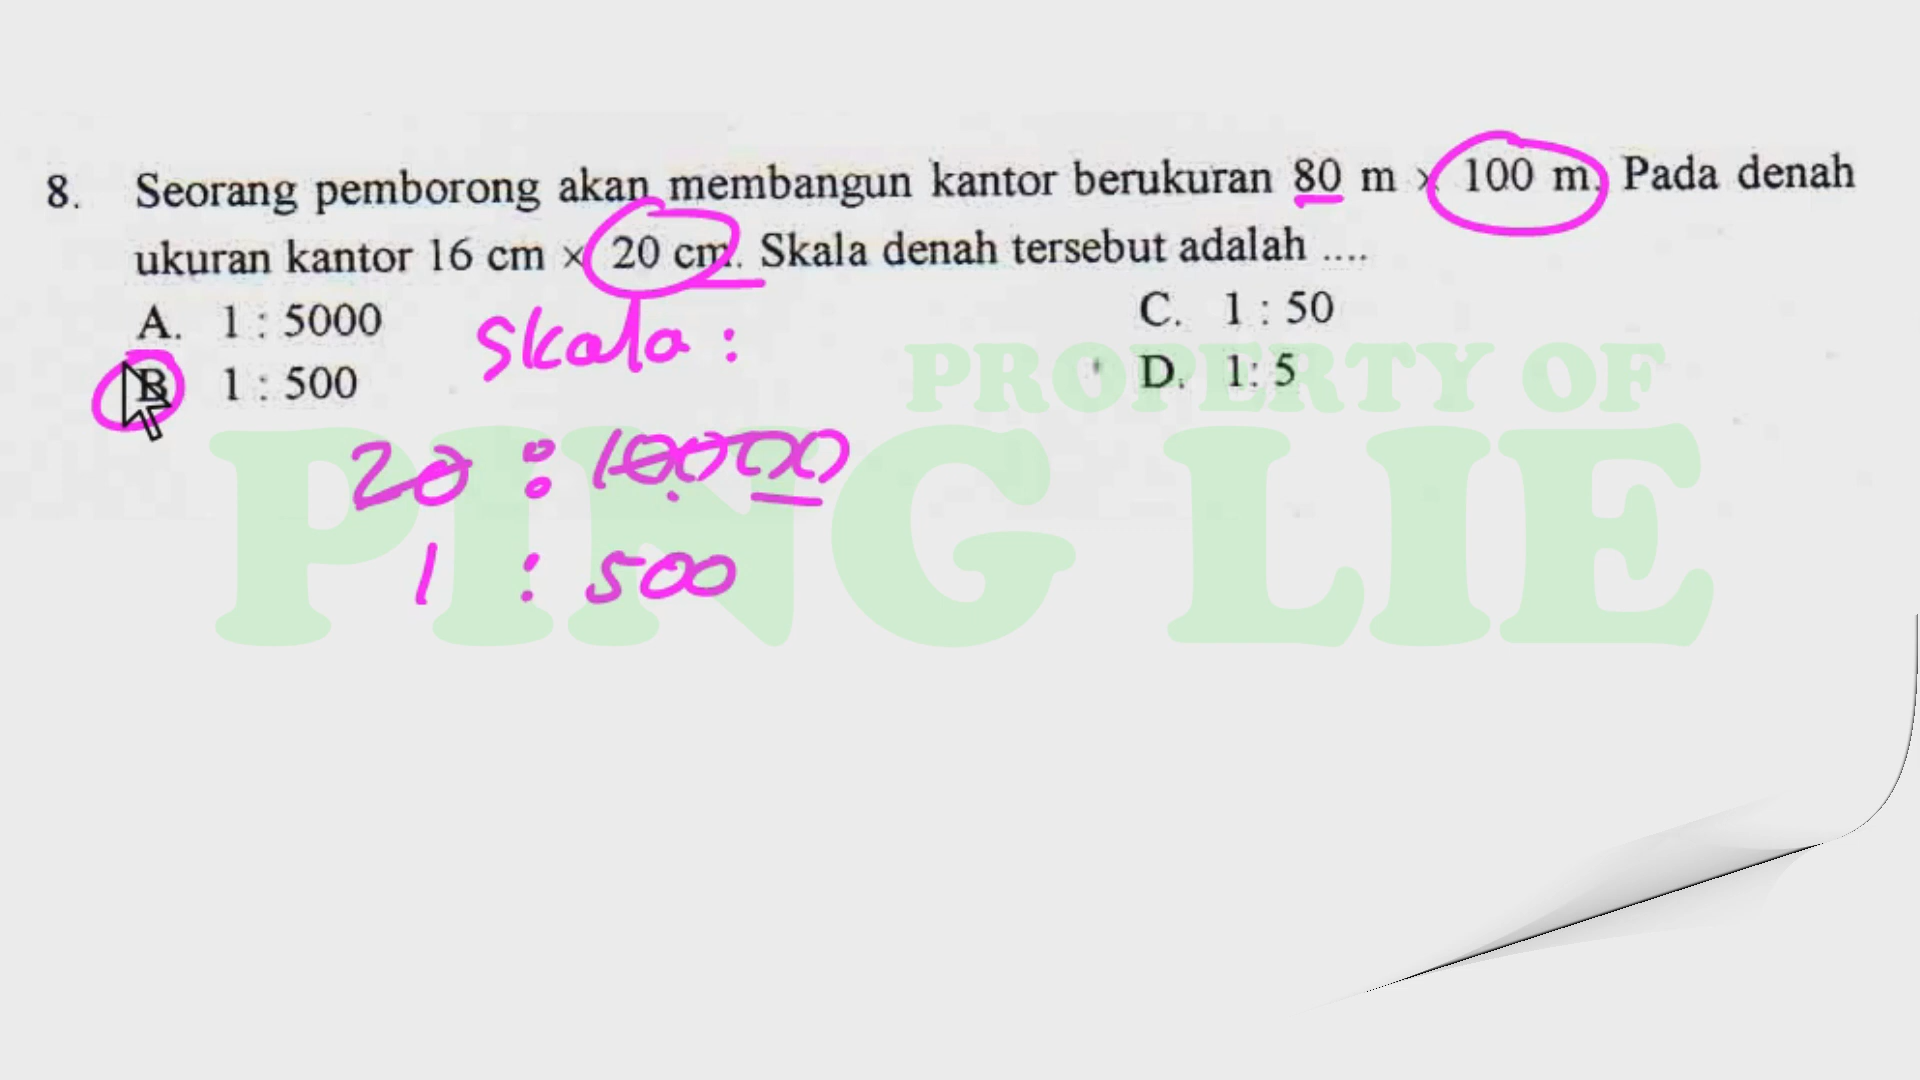 8. Seorang pemborong akan membangun kantor berukuran 80 m × 100 m. Pada denah
ukuran kantor 16 cm × 20 cm. Skala denah tersebut adalah ....
A. 1 : 5000
B 1 : 500
C. 1 : 50
D. 1: 5
Skala :
20 : 10000
1 : 500
PROPERTY OF
PING LIE